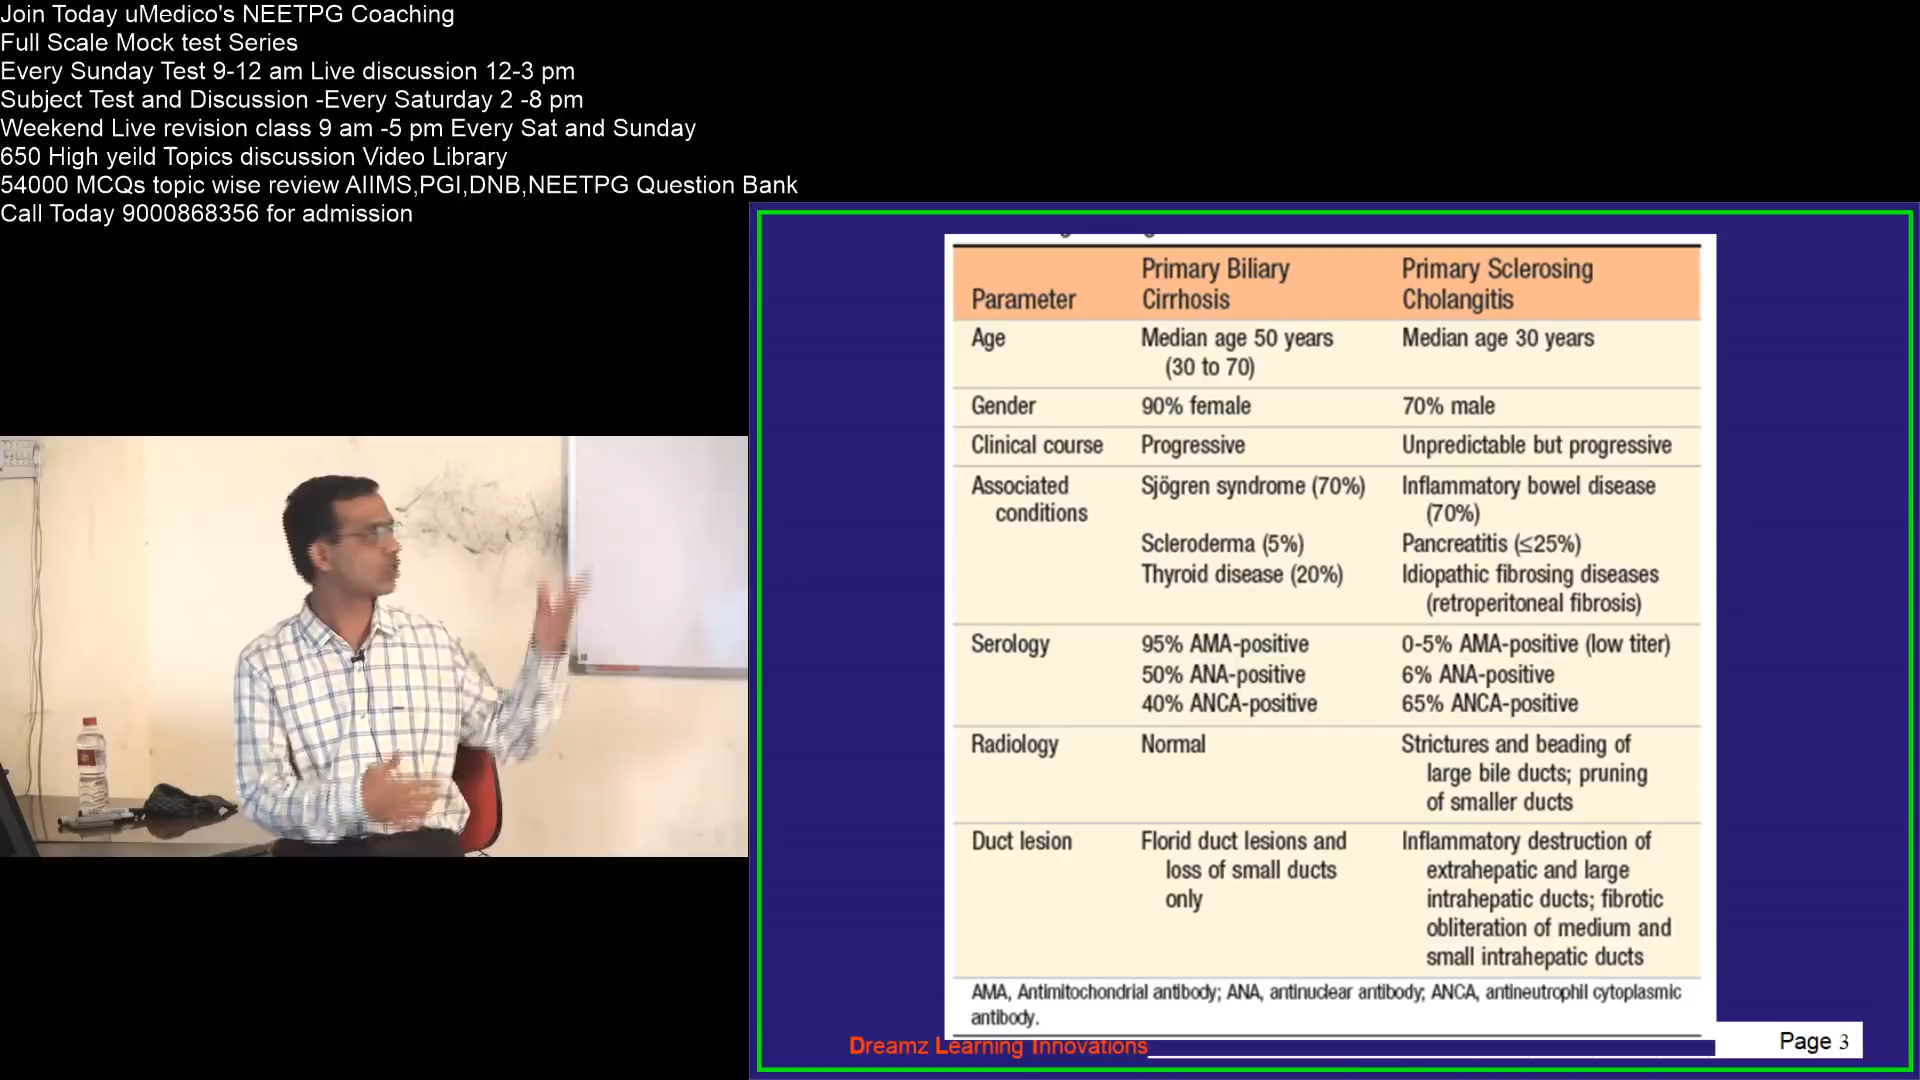 Join Today uMedico's NEETPG Coaching
Full Scale Mock test Series
Every Sunday Test 9-12 am Live discussion 12-3 pm
Subject Test and Discussion -Every Saturday 2 -8 pm
Weekend Live revision class 9 am -5 pm Every Sat and Sunday
650 High yeild Topics discussion Video Library
54000 MCQs topic wise review AIIMS,PGI,DNB,NEETPG Question Bank
Call Today 9000868356 for admission
Parameter Primary Biliary Cirrhosis Primary Sclerosing Cholangitis
Age Median age 50 years (30 to 70) Median age 30 years
Gender 90% female 70% male
Clinical course Progressive Unpredictable but progressive
Associated conditions Sjögren syndrome (70%) Inflammatory bowel disease (70%)
Scleroderma (5%) Pancreatitis (≤25%)
Thyroid disease (20%) Idiopathic fibrosing diseases (retroperitoneal fibrosis)
Serology 95% AMA-positive 0-5% AMA-positive (low titer)
50% ANA-positive 6% ANA-positive
40% ANCA-positive 65% ANCA-positive
Radiology Normal Strictures and beading of large bile ducts; pruning of smaller ducts
Duct lesion Florid duct lesions and loss of small ducts only Inflammatory destruction of extrahepatic and large intrahepatic ducts; fibrotic obliteration of medium and small intrahepatic ducts
AMA, Antimitochondrial antibody; ANA, antinuclear antibody; ANCA, antineutrophil cytoplasmic
antibody.
Dreamz Learning Innovations
Page 3